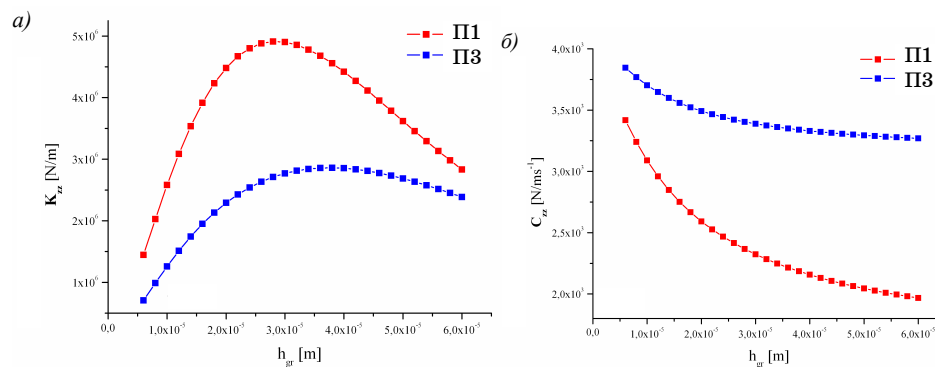 а)
П1
П3
5x10⁶
4x10⁶
3x10⁶
2x10⁶
1x10⁶
K_zz [N/m]
0,0 1,0x10⁻⁵ 2,0x10⁻⁵ 3,0x10⁻⁵ 4,0x10⁻⁵ 5,0x10⁻⁵ 6,0x10⁻⁵
h_gr [m]
б)
П1
П3
4,0x10³
3,5x10³
3,0x10³
2,5x10³
2,0x10³
C_zz [N/ms⁻¹]
0,0 1,0x10⁻⁵ 2,0x10⁻⁵ 3,0x10⁻⁵ 4,0x10⁻⁵ 5,0x10⁻⁵ 6,0x10⁻⁵
h_gr [m]